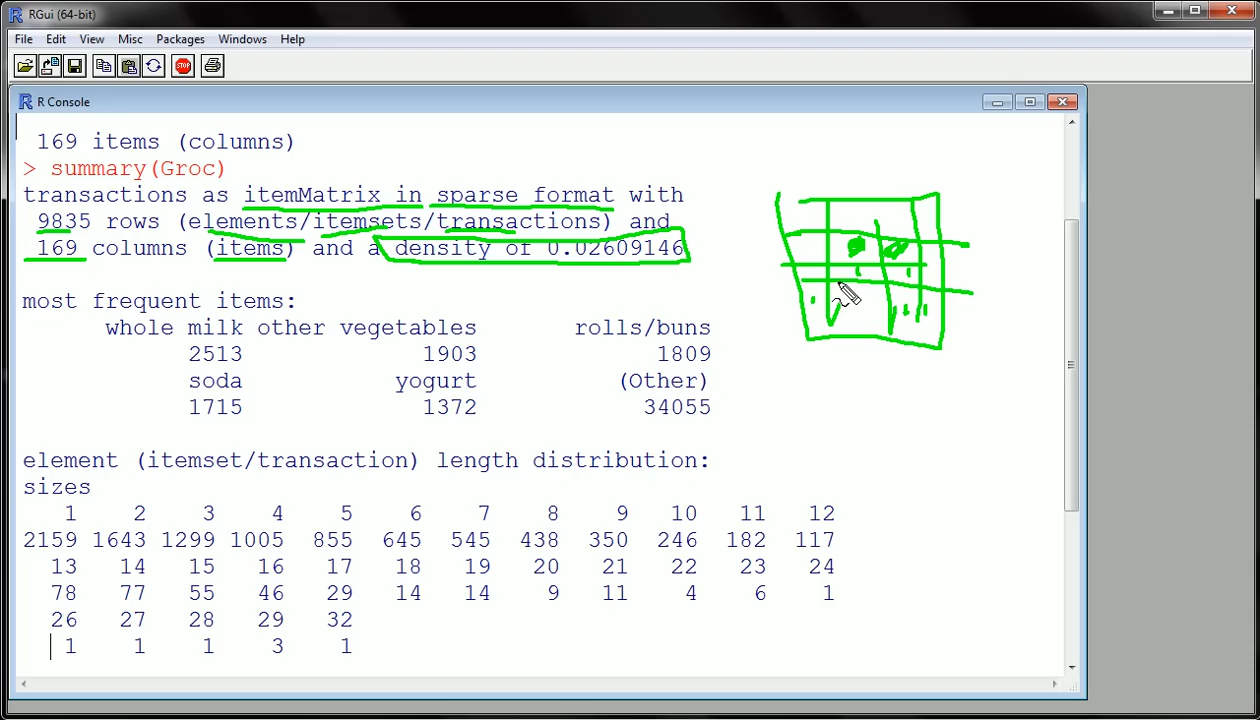 RGui (64-bit)
File Edit View Misc Packages Windows Help
STOP
R Console
169 items (columns)
> summary(Groc)
transactions as itemMatrix in sparse format with
9835 rows (elements/itemsets/transactions) and
169 columns (items) and a density of 0.02609146
most frequent items:
whole milk other vegetables rolls/buns
2513 1903 1809
soda yogurt (Other)
1715 1372 34055
element (itemset/transaction) length distribution:
sizes
1 2 3 4 5 6 7 8 9 10 11 12
2159 1643 1299 1005 855 645 545 438 350 246 182 117
13 14 15 16 17 18 19 20 21 22 23 24
78 77 55 46 29 14 14 9 11 4 6 1
26 27 28 29 32
1 1 1 3 1